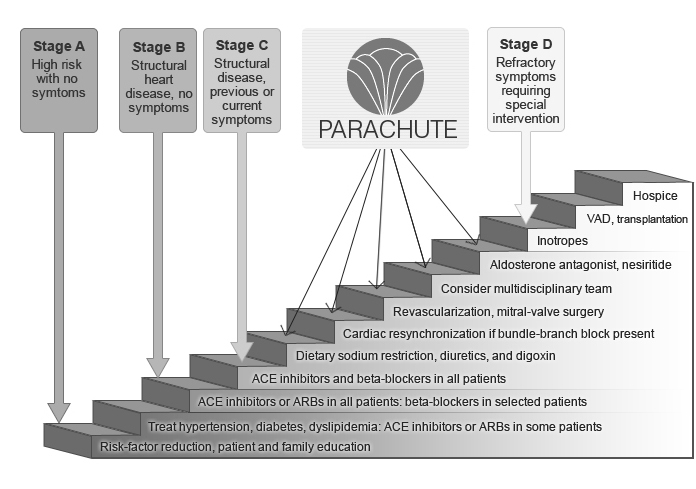 Stage A
High risk
with no
symtoms
Stage B
Structural
heart
disease, no
symptoms
Stage C
Structural
disease,
previous or
current
symptoms
PARACHUTE
Stage D
Refractory
symptoms
requiring
special
intervention
Hospice
VAD, transplantation
Inotropes
Aldosterone antagonist, nesiritide
Consider multidisciplinary team
Revascularization, mitral-valve surgery
Cardiac resynchronization if bundle-branch block present
Dietary sodium restriction, diuretics, and digoxin
ACE inhibitors and beta-blockers in all patients
ACE inhibitors or ARBs in all patients: beta-blockers in selected patients
Treat hypertension, diabetes, dyslipidemia: ACE inhibitors or ARBs in some patients
Risk-factor reduction, patient and family education